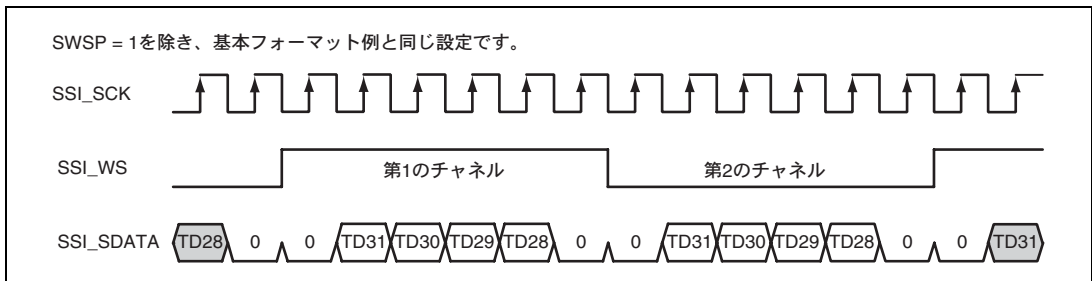 SWSP = 1を除き、基本フォーマット例と同じ設定です。
SSI_SCK
SSI_WS 第1のチャネル 第2のチャネル
SSI_SDATA TD28 0 0 TD31 TD30 TD29 TD28 0 0 TD31 TD30 TD29 TD28 0 0 TD31